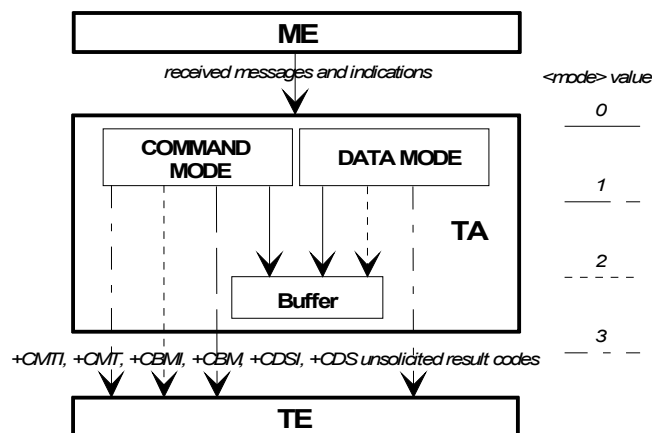 ME
received messages and indications
<mode> value
0
COMMAND
MODE
DATA MODE
1
TA
2
Buffer
3
+CMTI, +CMT, +CBMI, +CBM, +CDSI, +CDS unsolicited result codes
TE